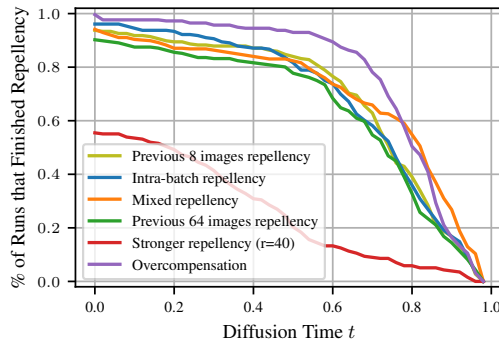 % of Runs that Finished Repellency
1.0
0.8
0.6
0.4
0.2
0.0
Previous 8 images repellency
Intra-batch repellency
Mixed repellency
Previous 64 images repellency
Stronger repellency (r=40)
Overcompensation
0.0 0.2 0.4 0.6 0.8 1.0
Diffusion Time t